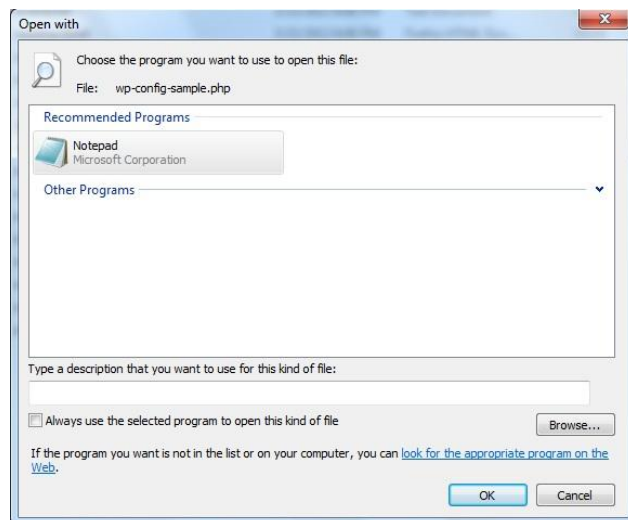 Open with
Choose the program you want to use to open this file:
File: wp-config-sample.php
Recommended Programs
Notepad
Microsoft Corporation
Other Programs
Type a description that you want to use for this kind of file:
Always use the selected program to open this kind of file
Browse...
If the program you want is not in the list or on your computer, you can look for the appropriate program on the
Web.
OK Cancel